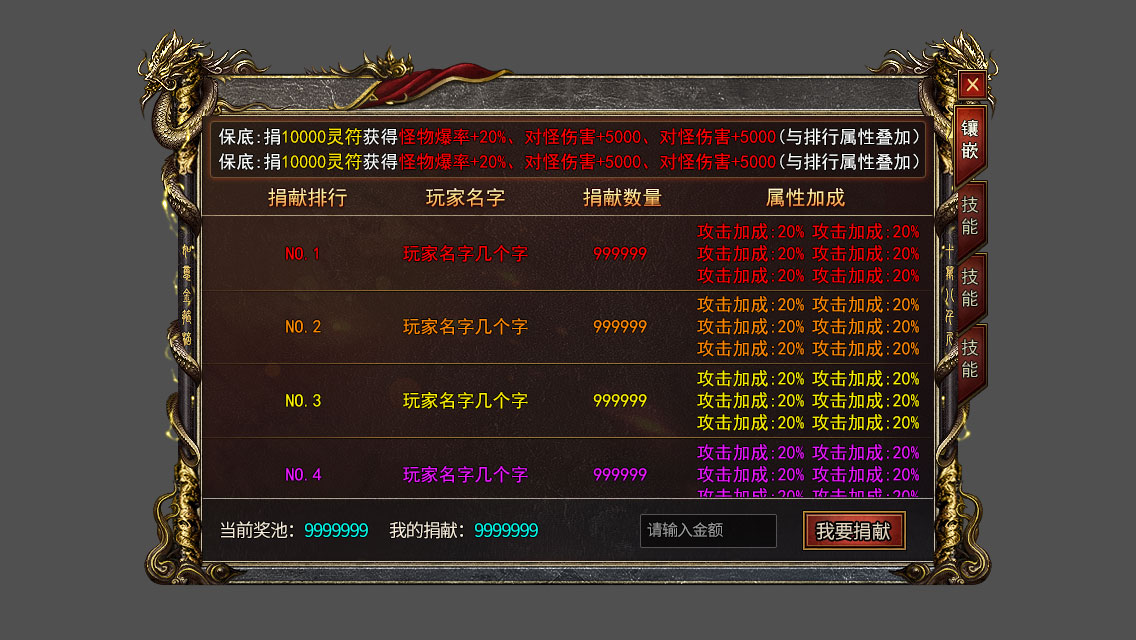 保底:捐10000灵符获得怪物爆率+20%、对怪伤害+5000、对怪伤害+5000(与排行属性叠加)
保底:捐10000灵符获得怪物爆率+20%、对怪伤害+5000、对怪伤害+5000(与排行属性叠加)
捐献排行 玩家名字 捐献数量 属性加成
攻击加成:20% 攻击加成:20%
NO.1 玩家名字几个字 999999 攻击加成:20% 攻击加成:20%
攻击加成:20% 攻击加成:20%
攻击加成:20% 攻击加成:20%
NO.2 玩家名字几个字 999999 攻击加成:20% 攻击加成:20%
攻击加成:20% 攻击加成:20%
攻击加成:20% 攻击加成:20%
NO.3 玩家名字几个字 999999 攻击加成:20% 攻击加成:20%
攻击加成:20% 攻击加成:20%
攻击加成:20% 攻击加成:20%
NO.4 玩家名字几个字 999999 攻击加成:20% 攻击加成:20%
攻击加成:20% 攻击加成:20%
当前奖池: 9999999 我的捐献: 9999999 请输入金额 我要捐献
镶嵌
技能
技能
技能